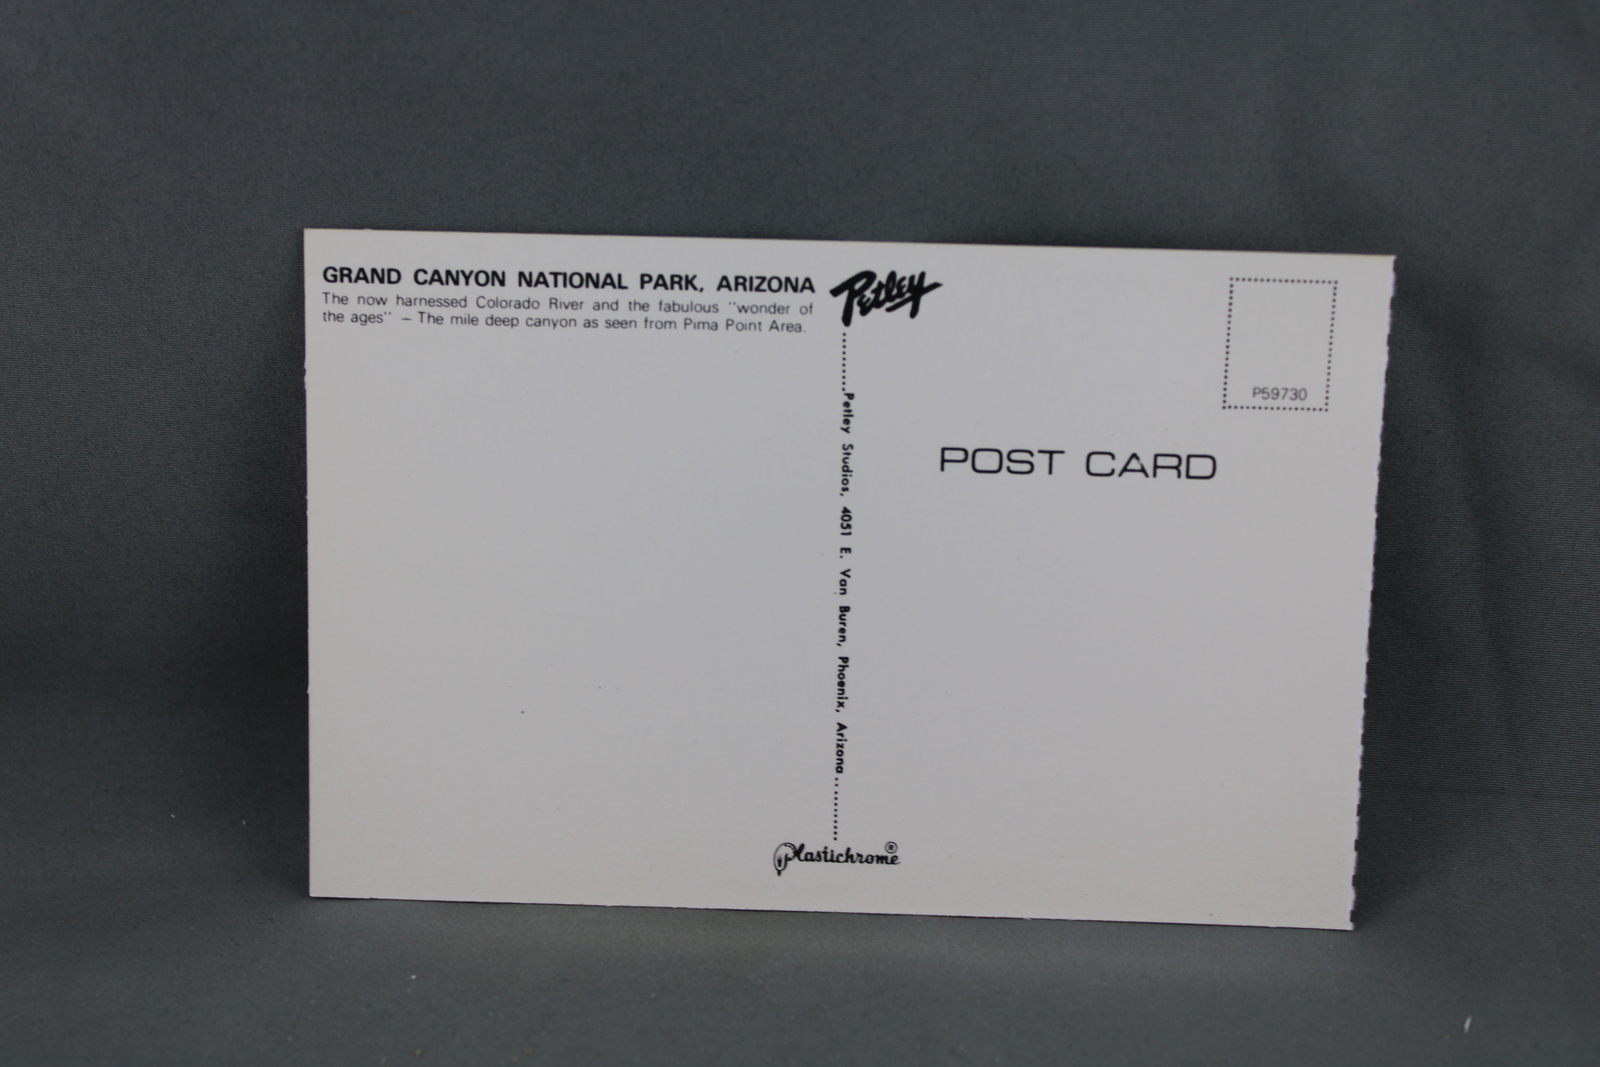 GRAND CANYON NATIONAL PARK, ARIZONA
The now harnessed Colorado River and the fabulous "wonder of
the ages" — The mile deep canyon as seen from Pima Point Area.
Petley
P59730
POST CARD
Petley Studios, 4051 E. Van Buren, Phoenix, Arizona
Plastichrome®